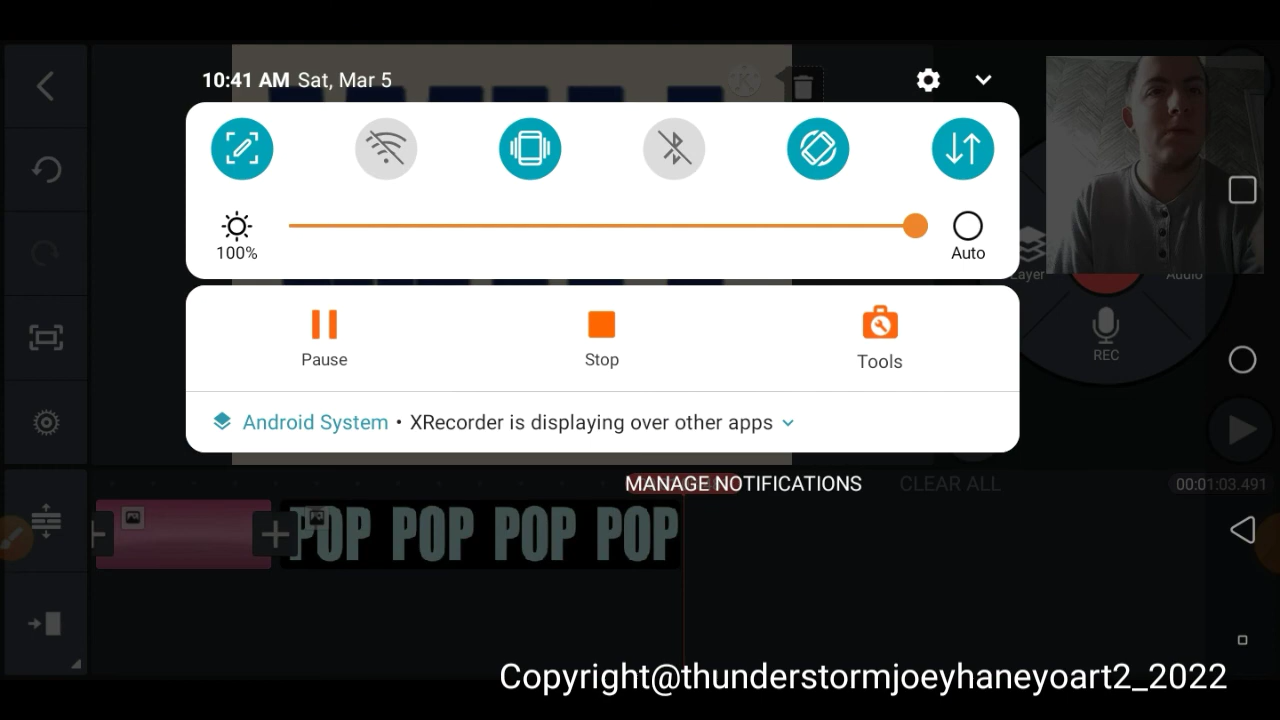 10:41 AM Sat, Mar 5
100%
Auto
Layer
Audio
Pause
Stop
Tools
REC
Android System • XRecorder is displaying over other apps
MANAGE NOTIFICATIONS
CLEAR ALL
00:01:03.491
POP POP POP POP
Copyright@thunderstormjoeyhaneyoart2_2022